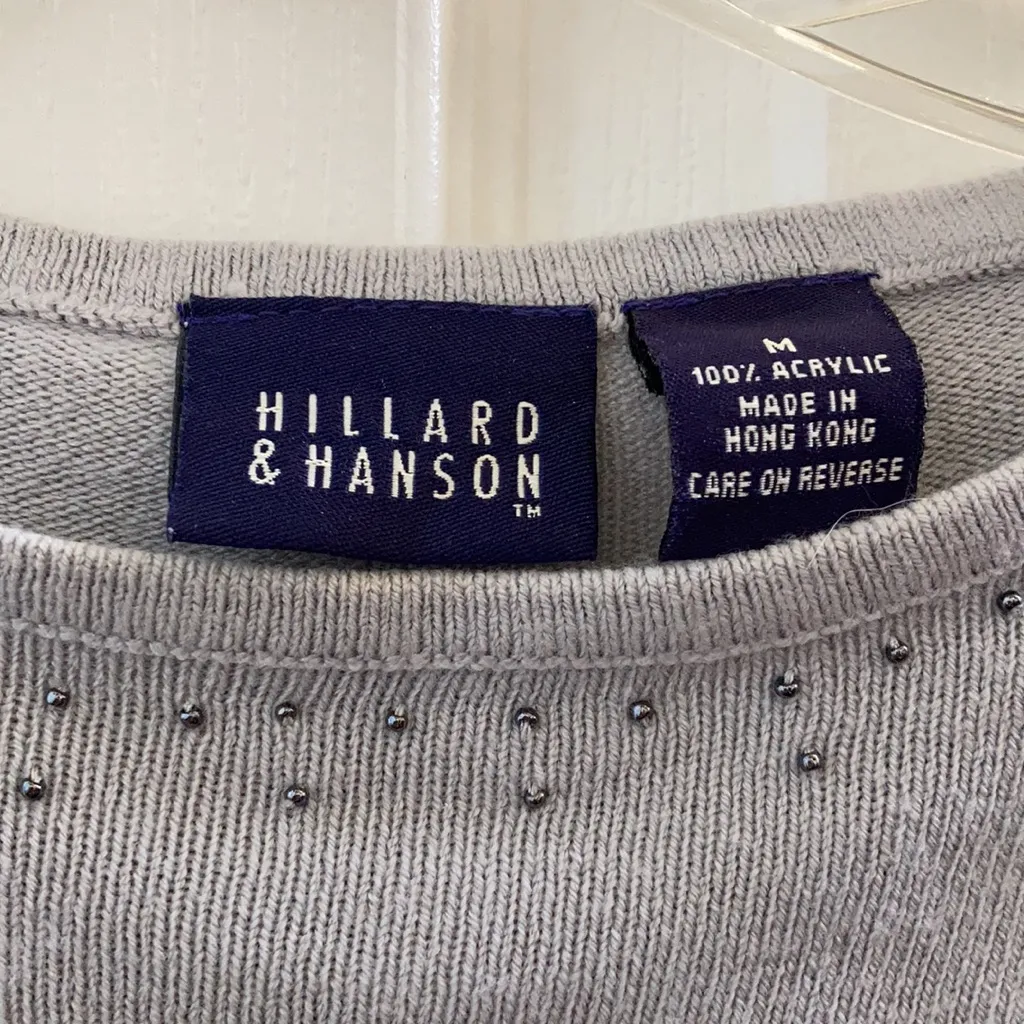 HILLARD
& HANSON
TM
M
100% ACRYLIC
MADE IN
HONG KONG
CARE ON REVERSE